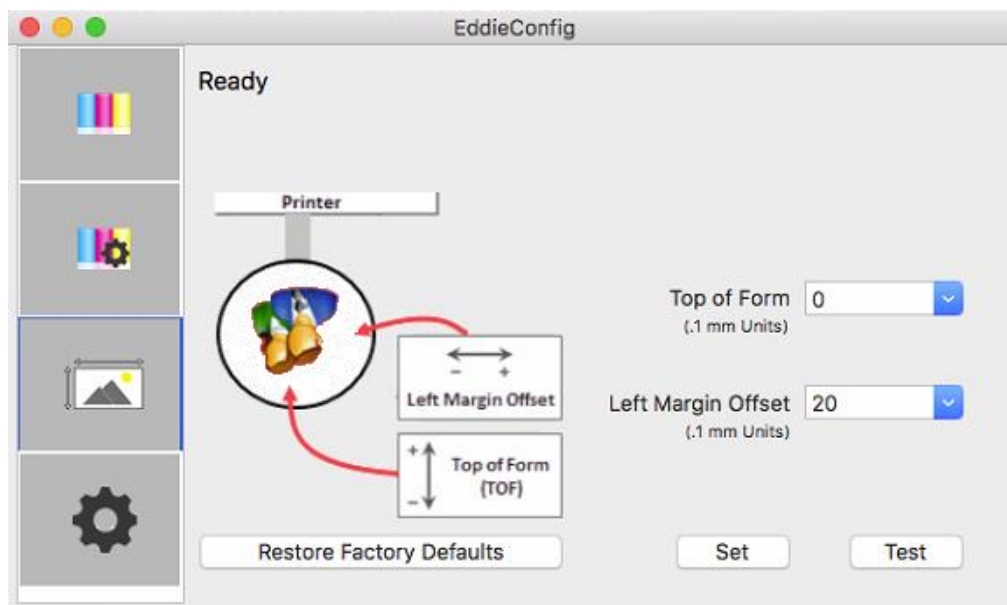 EddieConfig
Ready
Printer
Top of Form
0
(.1 mm Units)
- +
Left Margin Offset
Left Margin Offset
20
(.1 mm Units)
+
Top of Form
(TOF)
-
Restore Factory Defaults
Set
Test